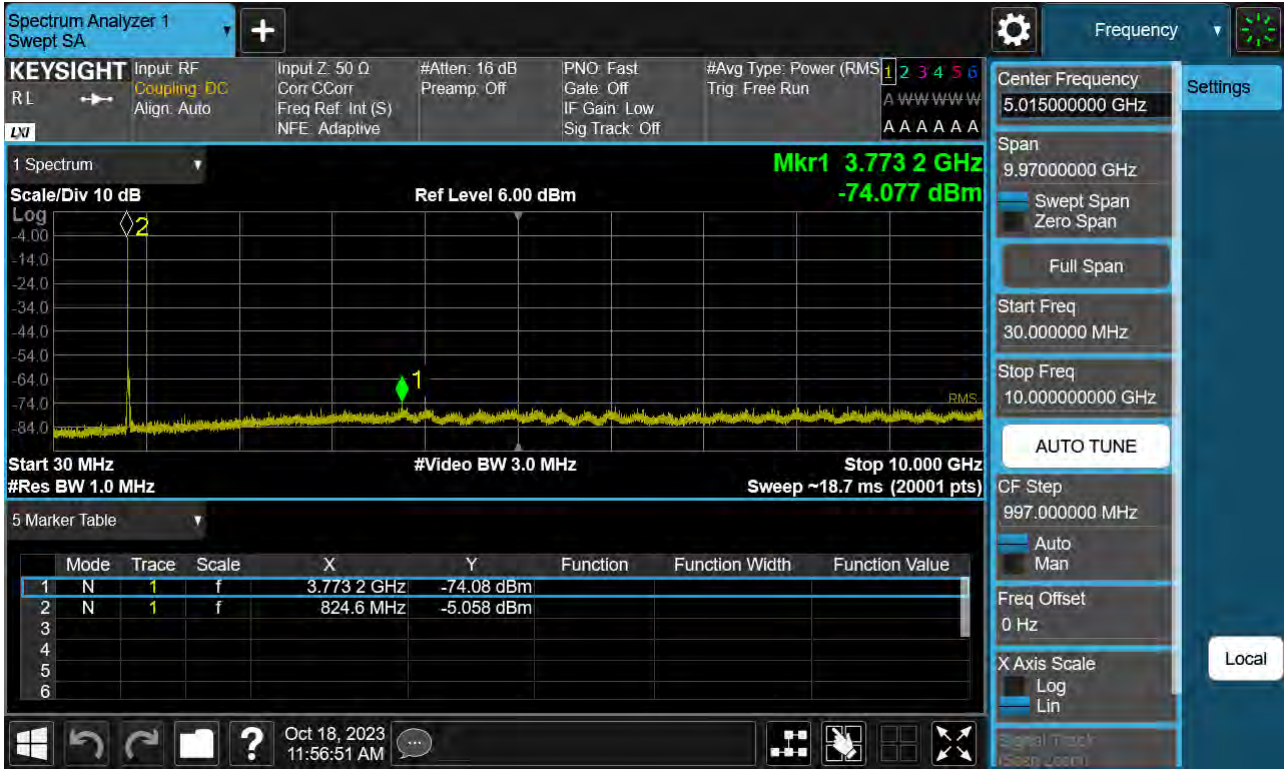 Spectrum Analyzer 1
Swept SA
+
Frequency
KEYSIGHT
RL
LXI
Input: RF
Coupling: DC
Align: Auto
Input Z: 50 Ω
Corr CCorr
Freq Ref: Int (S)
NFE: Adaptive
#Atten: 16 dB
Preamp: Off
PNO: Fast
Gate: Off
IF Gain: Low
Sig Track: Off
#Avg Type: Power (RMS
Trig: Free Run
1 2 3 4 5 6
A W W W W W
A A A A A A
Center Frequency
5.015000000 GHz
Settings
Span
9.97000000 GHz
Swept Span
Zero Span
Full Span
Start Freq
30.000000 MHz
Stop Freq
10.000000000 GHz
AUTO TUNE
CF Step
997.000000 MHz
Auto
Man
Freq Offset
0 Hz
X Axis Scale
Log
Lin
Signal Track
(Span Zoom)
Local
1 Spectrum
Mkr1 3.773 2 GHz
-74.077 dBm
Scale/Div 10 dB
Ref Level 6.00 dBm
Log
-4.00
-14.0
-24.0
-34.0
-44.0
-54.0
-64.0
-74.0
-84.0
2
1
RMS
Start 30 MHz
#Video BW 3.0 MHz
Stop 10.000 GHz
#Res BW 1.0 MHz
Sweep ~18.7 ms (20001 pts)
5 Marker Table
Mode Trace Scale X Y Function Function Width Function Value
1 N 1 f 3.773 2 GHz -74.08 dBm
2 N 1 f 824.6 MHz -5.058 dBm
3
4
5
6
?
Oct 18, 2023
11:56:51 AM